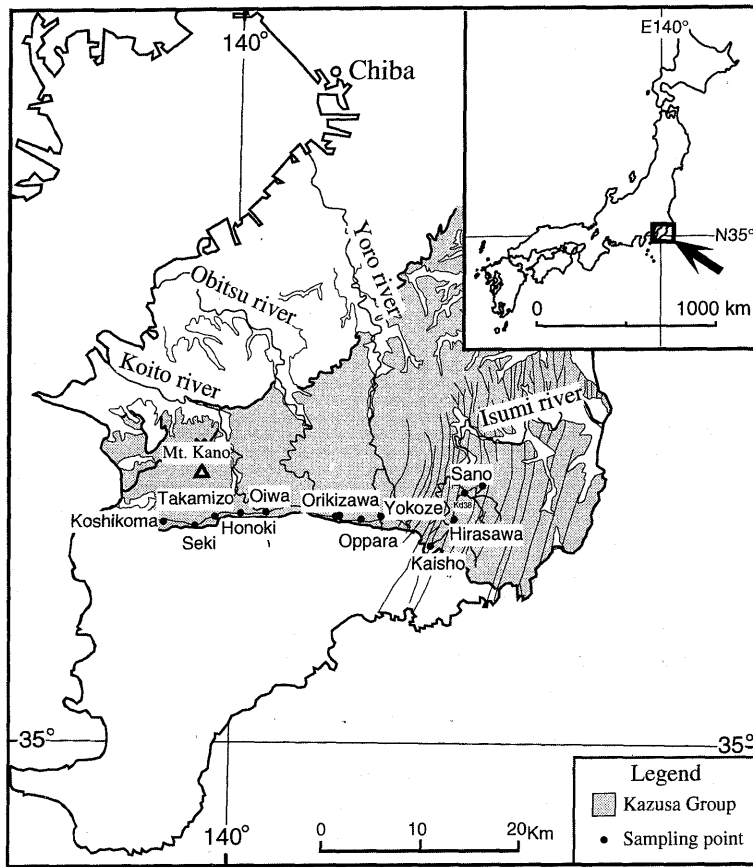 140°
Chiba
E140°
N35°
0 1000 km
Yoro river
Obitsu river
Koito river
Isumi river
Mt. Kano
Sano
Kd38
Takamizo
Oiwa
Orikizawa
Yokoze
Koshikoma
Honoki
Hirasawa
Seki
Oppara
Kaisho
35°
35°
140°
0 10 20Km
Legend
Kazusa Group
Sampling point